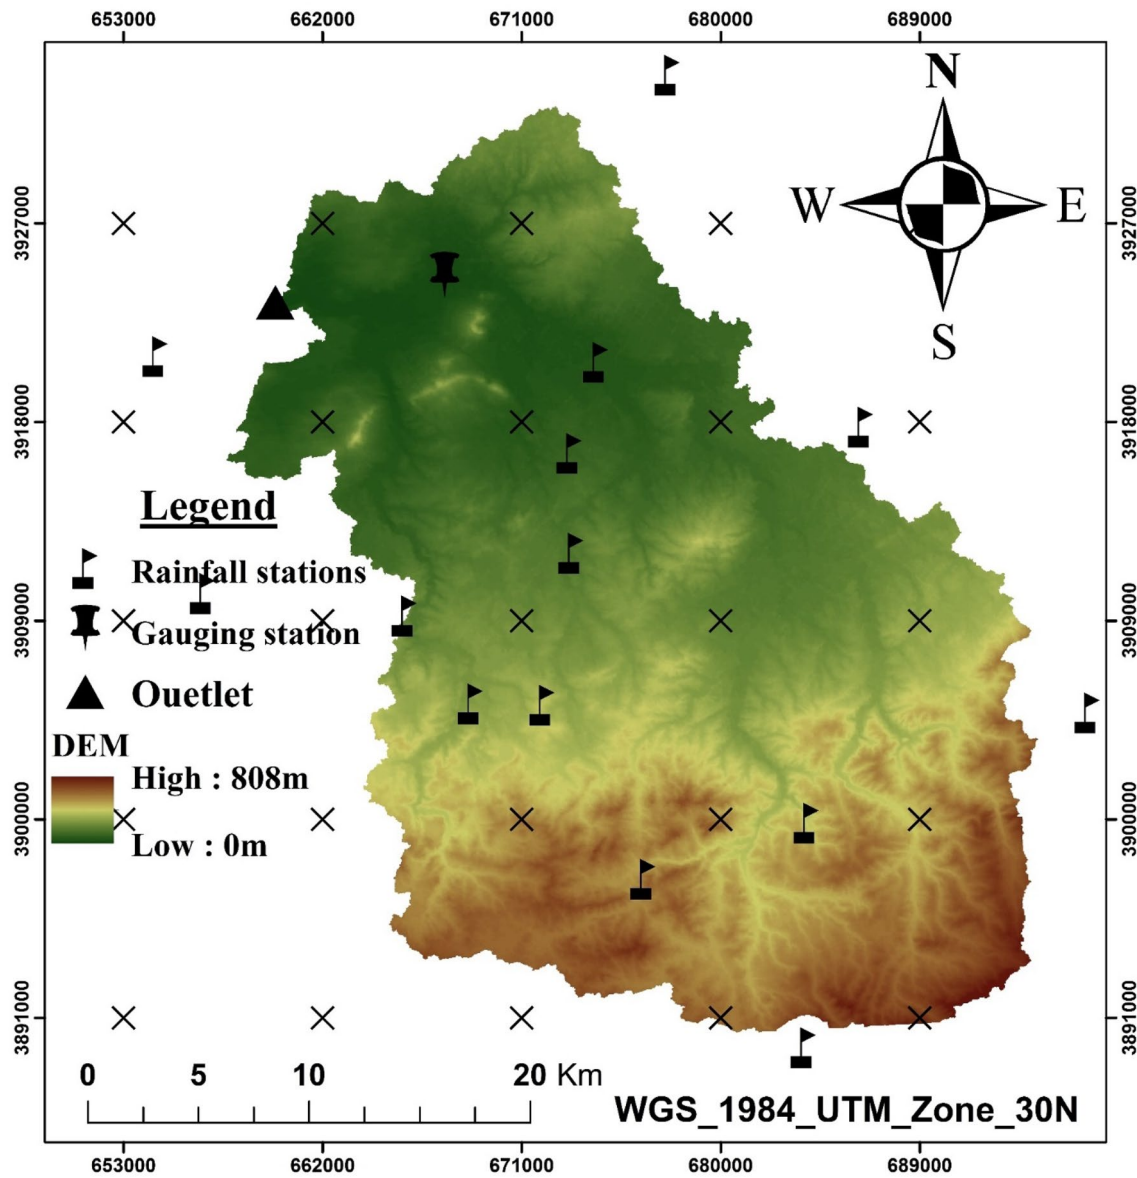 653000 662000 671000 680000 689000
N
W E
S
3927000 3927000
3918000 3918000
3909000 3909000
3900000 3900000
3891000 3891000
Legend
Rainfall stations
Gauging station
Ouetlet
DEM
High : 808m
Low : 0m
0 5 10 20 Km
WGS_1984_UTM_Zone_30N
653000 662000 671000 680000 689000